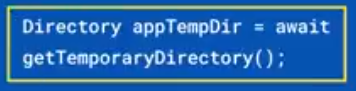 Directory appTempDir = await
getTemporaryDirectory();